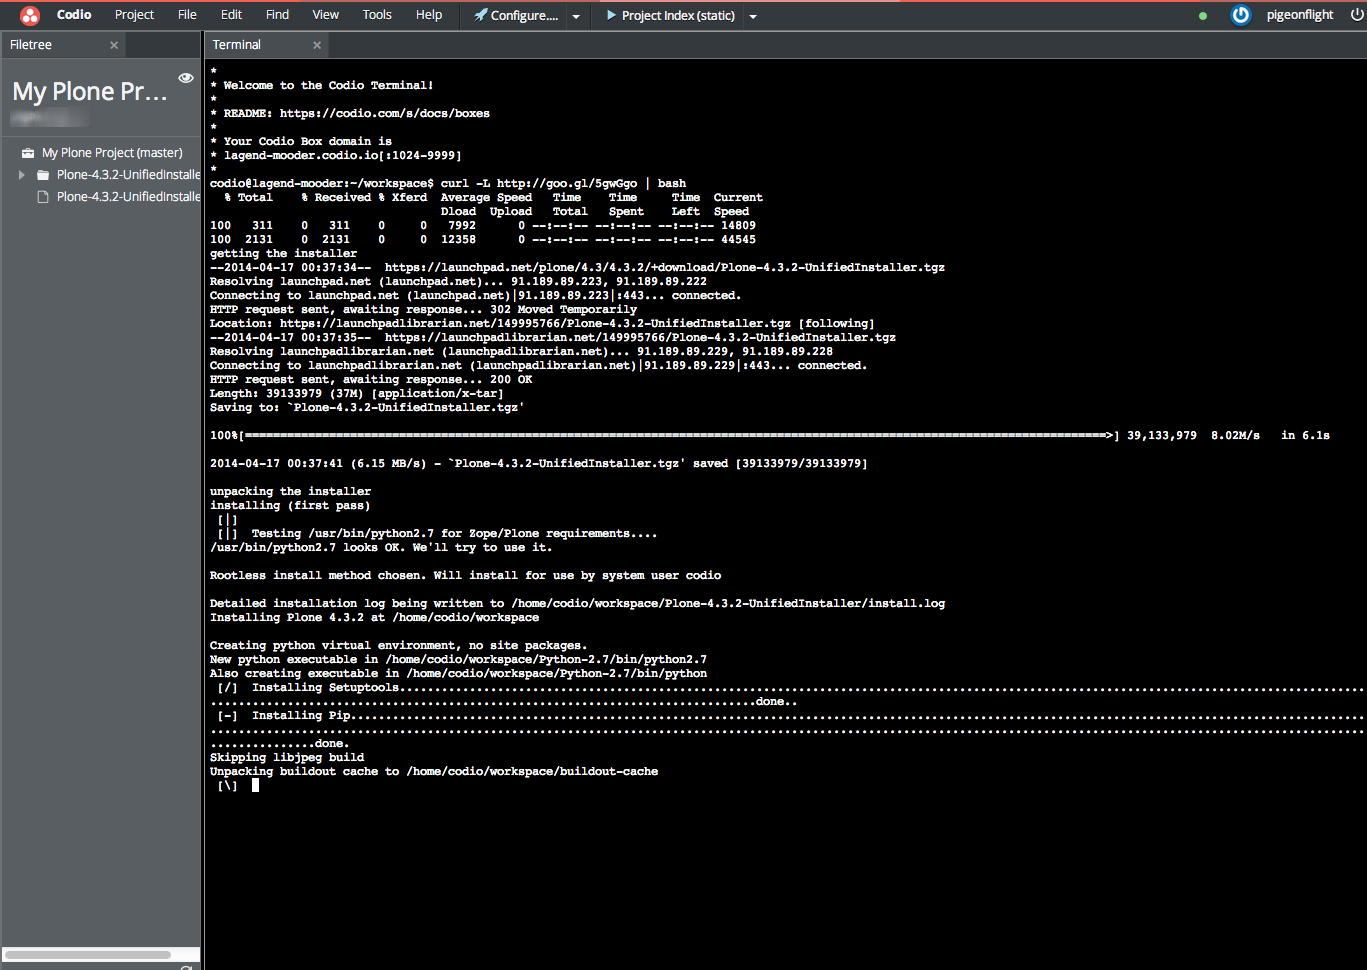 Codio Project File Edit Find View Tools Help Configure.... Project Index (static) pigeonflight
Filetree
Terminal
My Plone Pr...
My Plone Project (master)
Plone-4.3.2-UnifiedInstalle
Plone-4.3.2-UnifiedInstalle
*
* Welcome to the Codio Terminal!
*
* README: https://codio.com/s/docs/boxes
*
* Your Codio Box domain is
* lagend-mooder.codio.io[:1024-9999]
*
codio@lagend-mooder:~/workspace$ curl -L http://goo.gl/5gwGgo | bash
  % Total    % Received % Xferd  Average Speed   Time    Time     Time  Current
                                 Dload  Upload   Total   Spent    Left  Speed
100   311    0   311    0     0   7992      0 --:--:-- --:--:-- --:--:-- 14809
100  2131    0  2131    0     0  12358      0 --:--:-- --:--:-- --:--:-- 44545
getting the installer
--2014-04-17 00:37:34--  https://launchpad.net/plone/4.3/4.3.2/+download/Plone-4.3.2-UnifiedInstaller.tgz
Resolving launchpad.net (launchpad.net)... 91.189.89.223, 91.189.89.222
Connecting to launchpad.net (launchpad.net)|91.189.89.223|:443... connected.
HTTP request sent, awaiting response... 302 Moved Temporarily
Location: https://launchpadlibrarian.net/149995766/Plone-4.3.2-UnifiedInstaller.tgz [following]
--2014-04-17 00:37:35--  https://launchpadlibrarian.net/149995766/Plone-4.3.2-UnifiedInstaller.tgz
Resolving launchpadlibrarian.net (launchpadlibrarian.net)... 91.189.89.229, 91.189.89.228
Connecting to launchpadlibrarian.net (launchpadlibrarian.net)|91.189.89.229|:443... connected.
HTTP request sent, awaiting response... 200 OK
Length: 39133979 (37M) [application/x-tar]
Saving to: `Plone-4.3.2-UnifiedInstaller.tgz'
100%[===========================================================================================================================>] 39,133,979  8.02M/s   in 6.1s
2014-04-17 00:37:41 (6.15 MB/s) - `Plone-4.3.2-UnifiedInstaller.tgz' saved [39133979/39133979]
unpacking the installer
installing (first pass)
 [|]
 [|]  Testing /usr/bin/python2.7 for Zope/Plone requirements....
/usr/bin/python2.7 looks OK. We'll try to use it.
Rootless install method chosen. Will install for use by system user codio
Detailed installation log being written to /home/codio/workspace/Plone-4.3.2-UnifiedInstaller/install.log
Installing Plone 4.3.2 at /home/codio/workspace
Creating python virtual environment, no site packages.
New python executable in /home/codio/workspace/Python-2.7/bin/python2.7
Also creating executable in /home/codio/workspace/Python-2.7/bin/python
 [/]  Installing Setuptools..........................................................................................................................................
..............................................................................done..
 [-]  Installing Pip.................................................................................................................................................
.....................................................................................................................................................................
...............done.
Skipping libjpeg build
Unpacking buildout cache to /home/codio/workspace/buildout-cache
 [\]